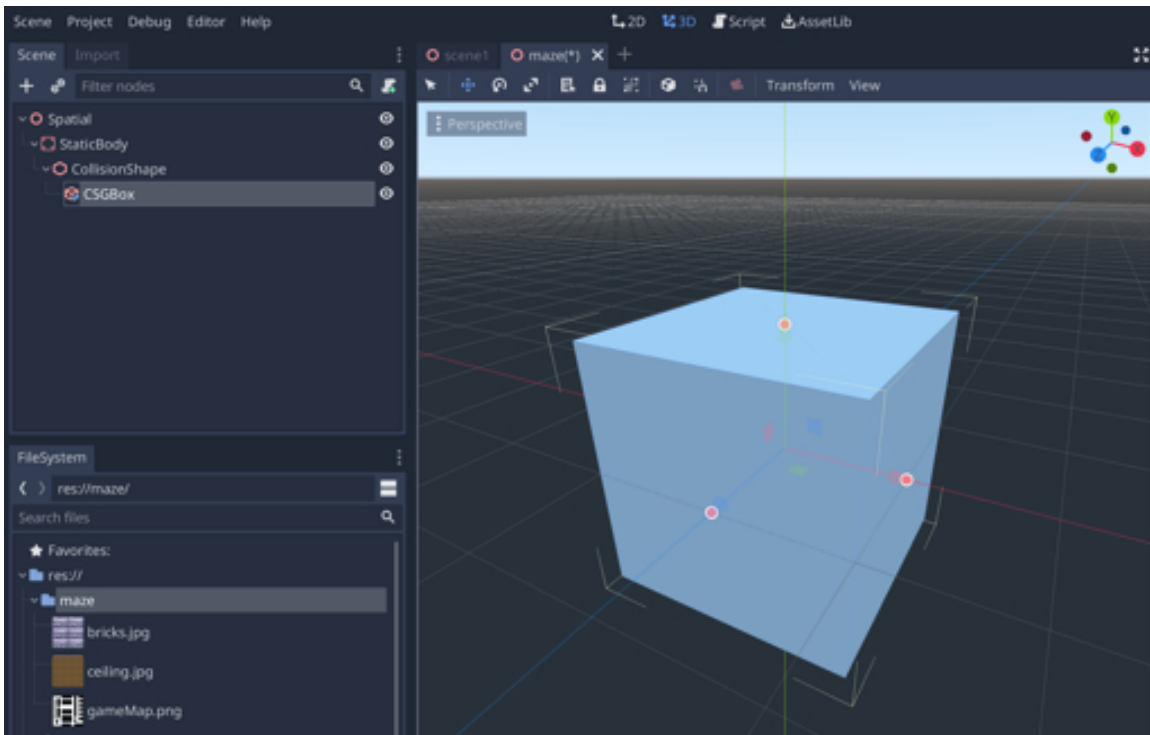 Scene Project Debug Editor Help 2D 3D Script AssetLib
Scene Import
scene1 maze(*)
Filter nodes
Transform View
Spatial
StaticBody
CollisionShape
CSGBox
Perspective
Y
X
Z
FileSystem
res://maze/
Search files
Favorites:
res://
maze
bricks.jpg
ceiling.jpg
gameMap.png